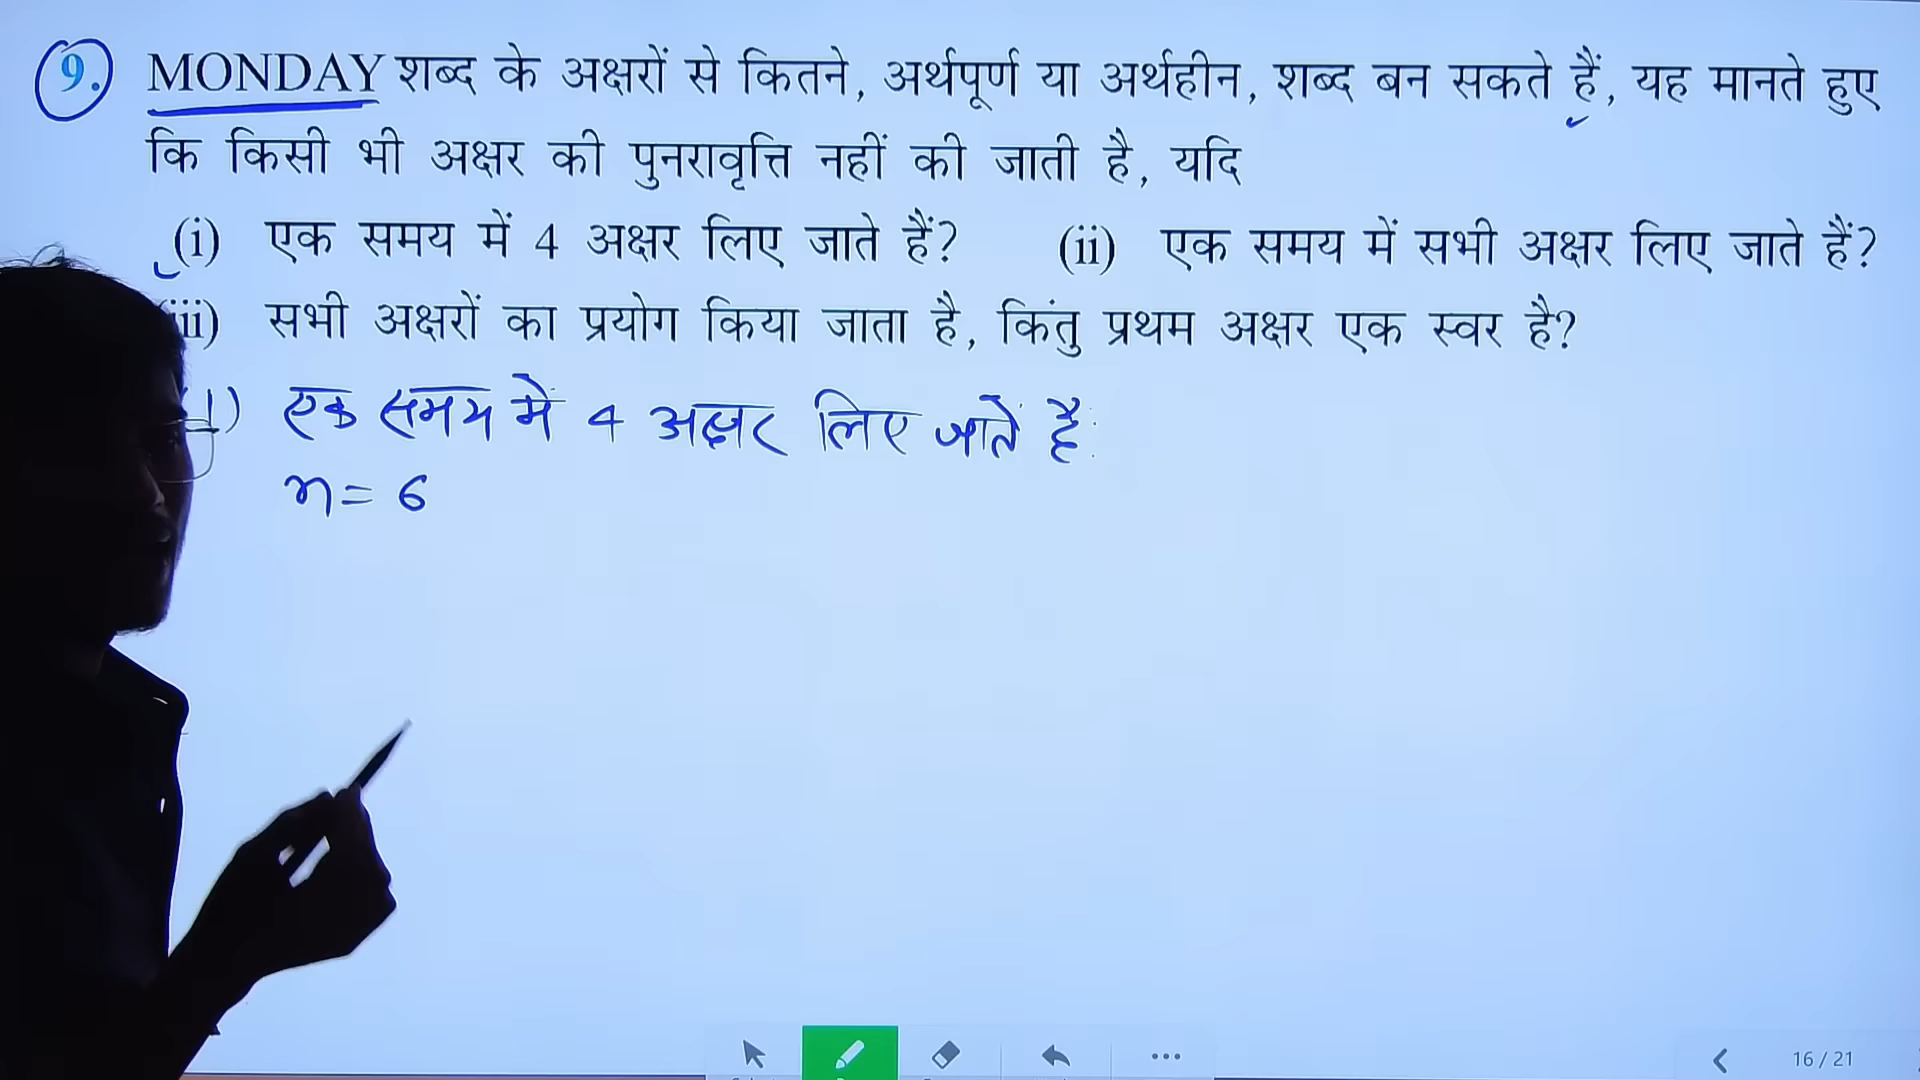 9. MONDAY शब्द के अक्षरों से कितने, अर्थपूर्ण या अर्थहीन, शब्द बन सकते हैं, यह मानते हुए
कि किसी भी अक्षर की पुनरावृत्ति नहीं की जाती है, यदि
(i) एक समय में 4 अक्षर लिए जाते हैं? (ii) एक समय में सभी अक्षर लिए जाते हैं?
iii) सभी अक्षरों का प्रयोग किया जाता है, किंतु प्रथम अक्षर एक स्वर है?
1) एक समय में 4 अक्षर लिए जाते है
n = 6
16 / 21